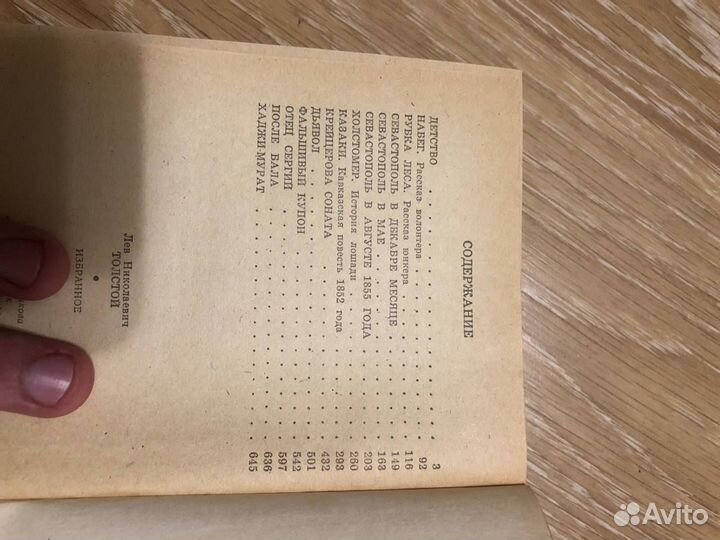 СОДЕРЖАНИЕ
ДЕТСТВО . . . . . . . . . . . . . . . . 3
НАБЕГ. Рассказ волонтера . . . . . . . . . 92
РУБКА ЛЕСА. Рассказ юнкера . . . . . . . . 116
СЕВАСТОПОЛЬ В ДЕКАБРЕ МЕСЯЦЕ . . . . . . 149
СЕВАСТОПОЛЬ В МАЕ . . . . . . . . . . . 163
СЕВАСТОПОЛЬ В АВГУСТЕ 1855 ГОДА . . . . . 203
ХОЛСТОМЕР. История лошади . . . . . . . . 260
КАЗАКИ. Кавказская повесть 1852 года . . . . 293
КРЕЙЦЕРОВА СОНАТА . . . . . . . . . . . 432
ДЬЯВОЛ . . . . . . . . . . . . . . . . 501
ФАЛЬШИВЫЙ КУПОН . . . . . . . . . . . . 542
ОТЕЦ СЕРГИЙ . . . . . . . . . . . . . . 597
ПОСЛЕ БАЛА . . . . . . . . . . . . . . 636
ХАДЖИ-МУРАТ . . . . . . . . . . . . . . 645
Лев Николаевич
ТОЛСТОЙ
•
ИЗБРАННОЕ
Avito